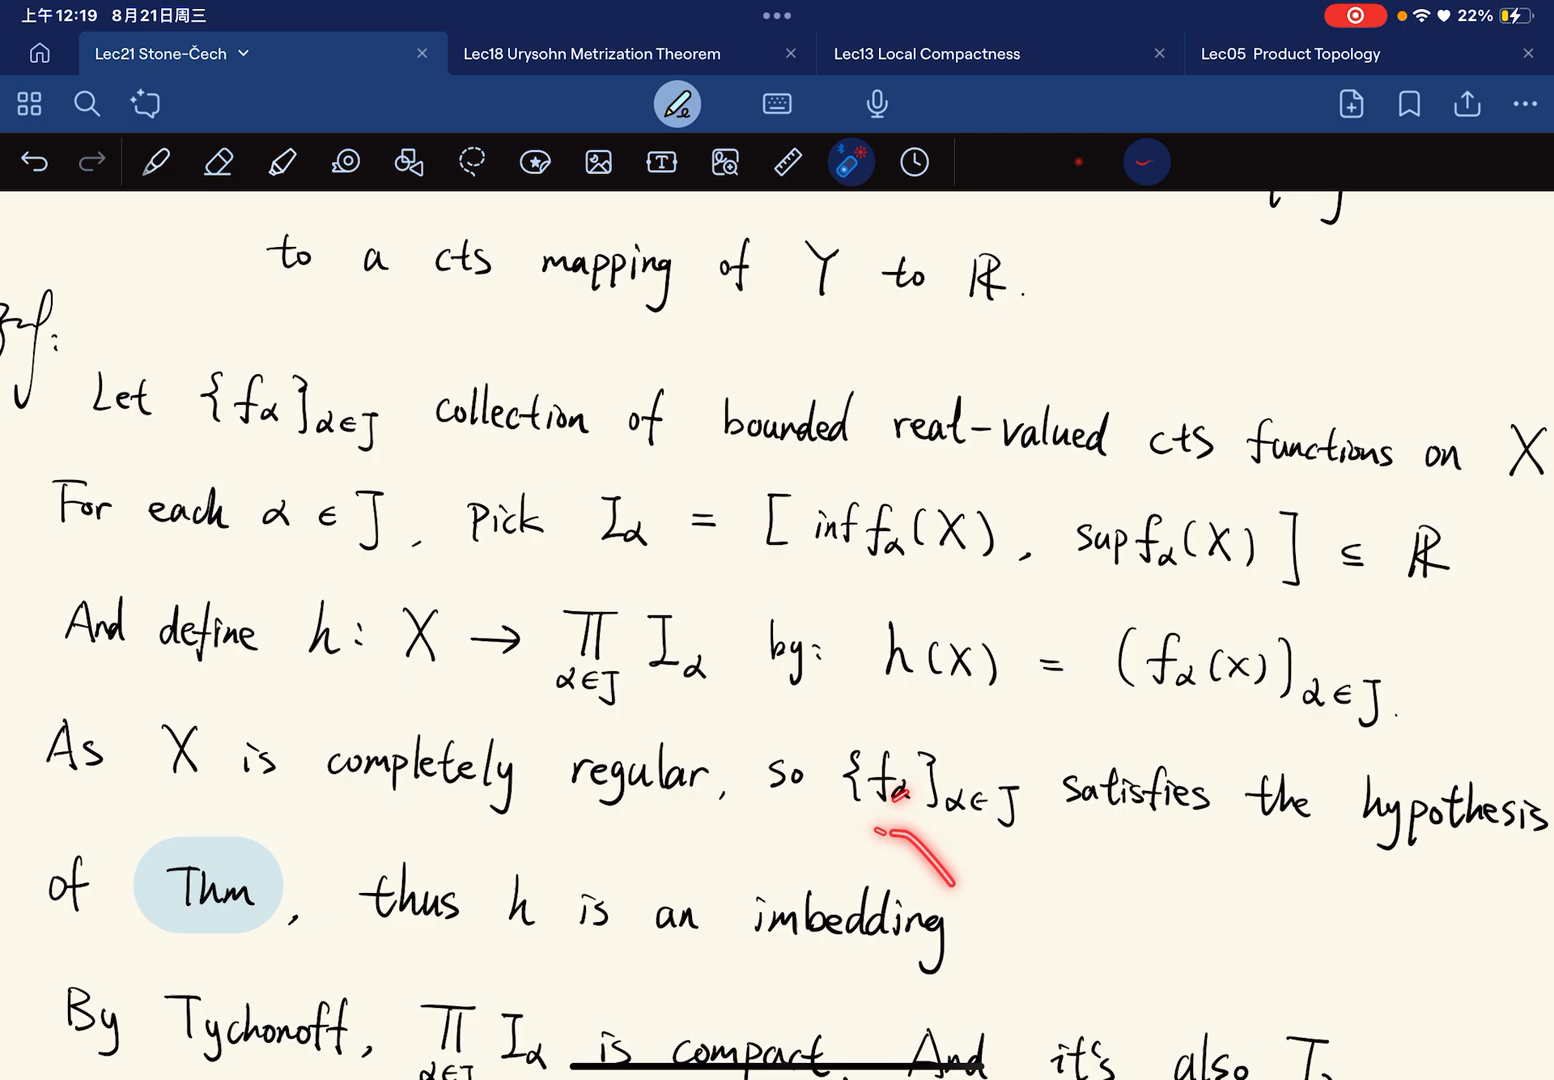 上午12:19 8月21日周三 22%
Lec21 Stone-Čech Lec18 Urysohn Metrization Theorem Lec13 Local Compactness Lec05 Product Topology
to a cts mapping of Y to ℝ.
Let {fα}α∈J collection of bounded real-valued cts functions on X
For each α ∈ J, pick Iα = [inf fα(X), sup fα(X)] ⊆ ℝ
And define h: X → ∏α∈J Iα by: h(x) = (fα(x))α∈J.
As X is completely regular, so {fα}α∈J satisfies the hypothesis
of Thm, thus h is an imbedding
By Tychonoff, ∏α∈J Iα is compact. And it's also T